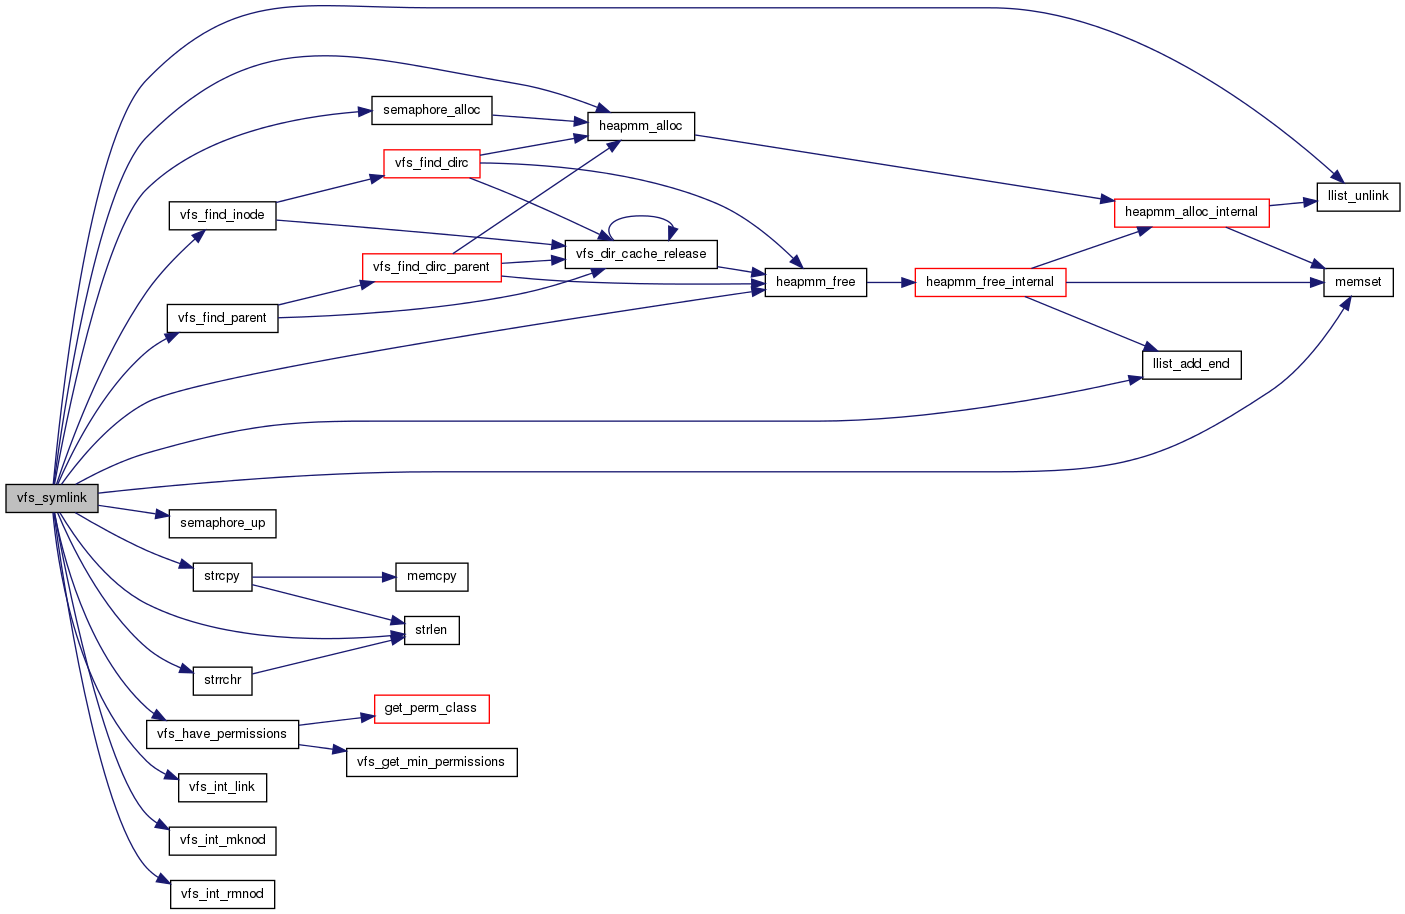 semaphore_alloc
heapmm_alloc
vfs_find_dirc
llist_unlink
vfs_find_inode
heapmm_alloc_internal
vfs_dir_cache_release
vfs_find_dirc_parent
heapmm_free
heapmm_free_internal
memset
vfs_find_parent
llist_add_end
vfs_symlink
semaphore_up
strcpy
memcpy
strlen
strrchr
get_perm_class
vfs_have_permissions
vfs_get_min_permissions
vfs_int_link
vfs_int_mknod
vfs_int_rmnod